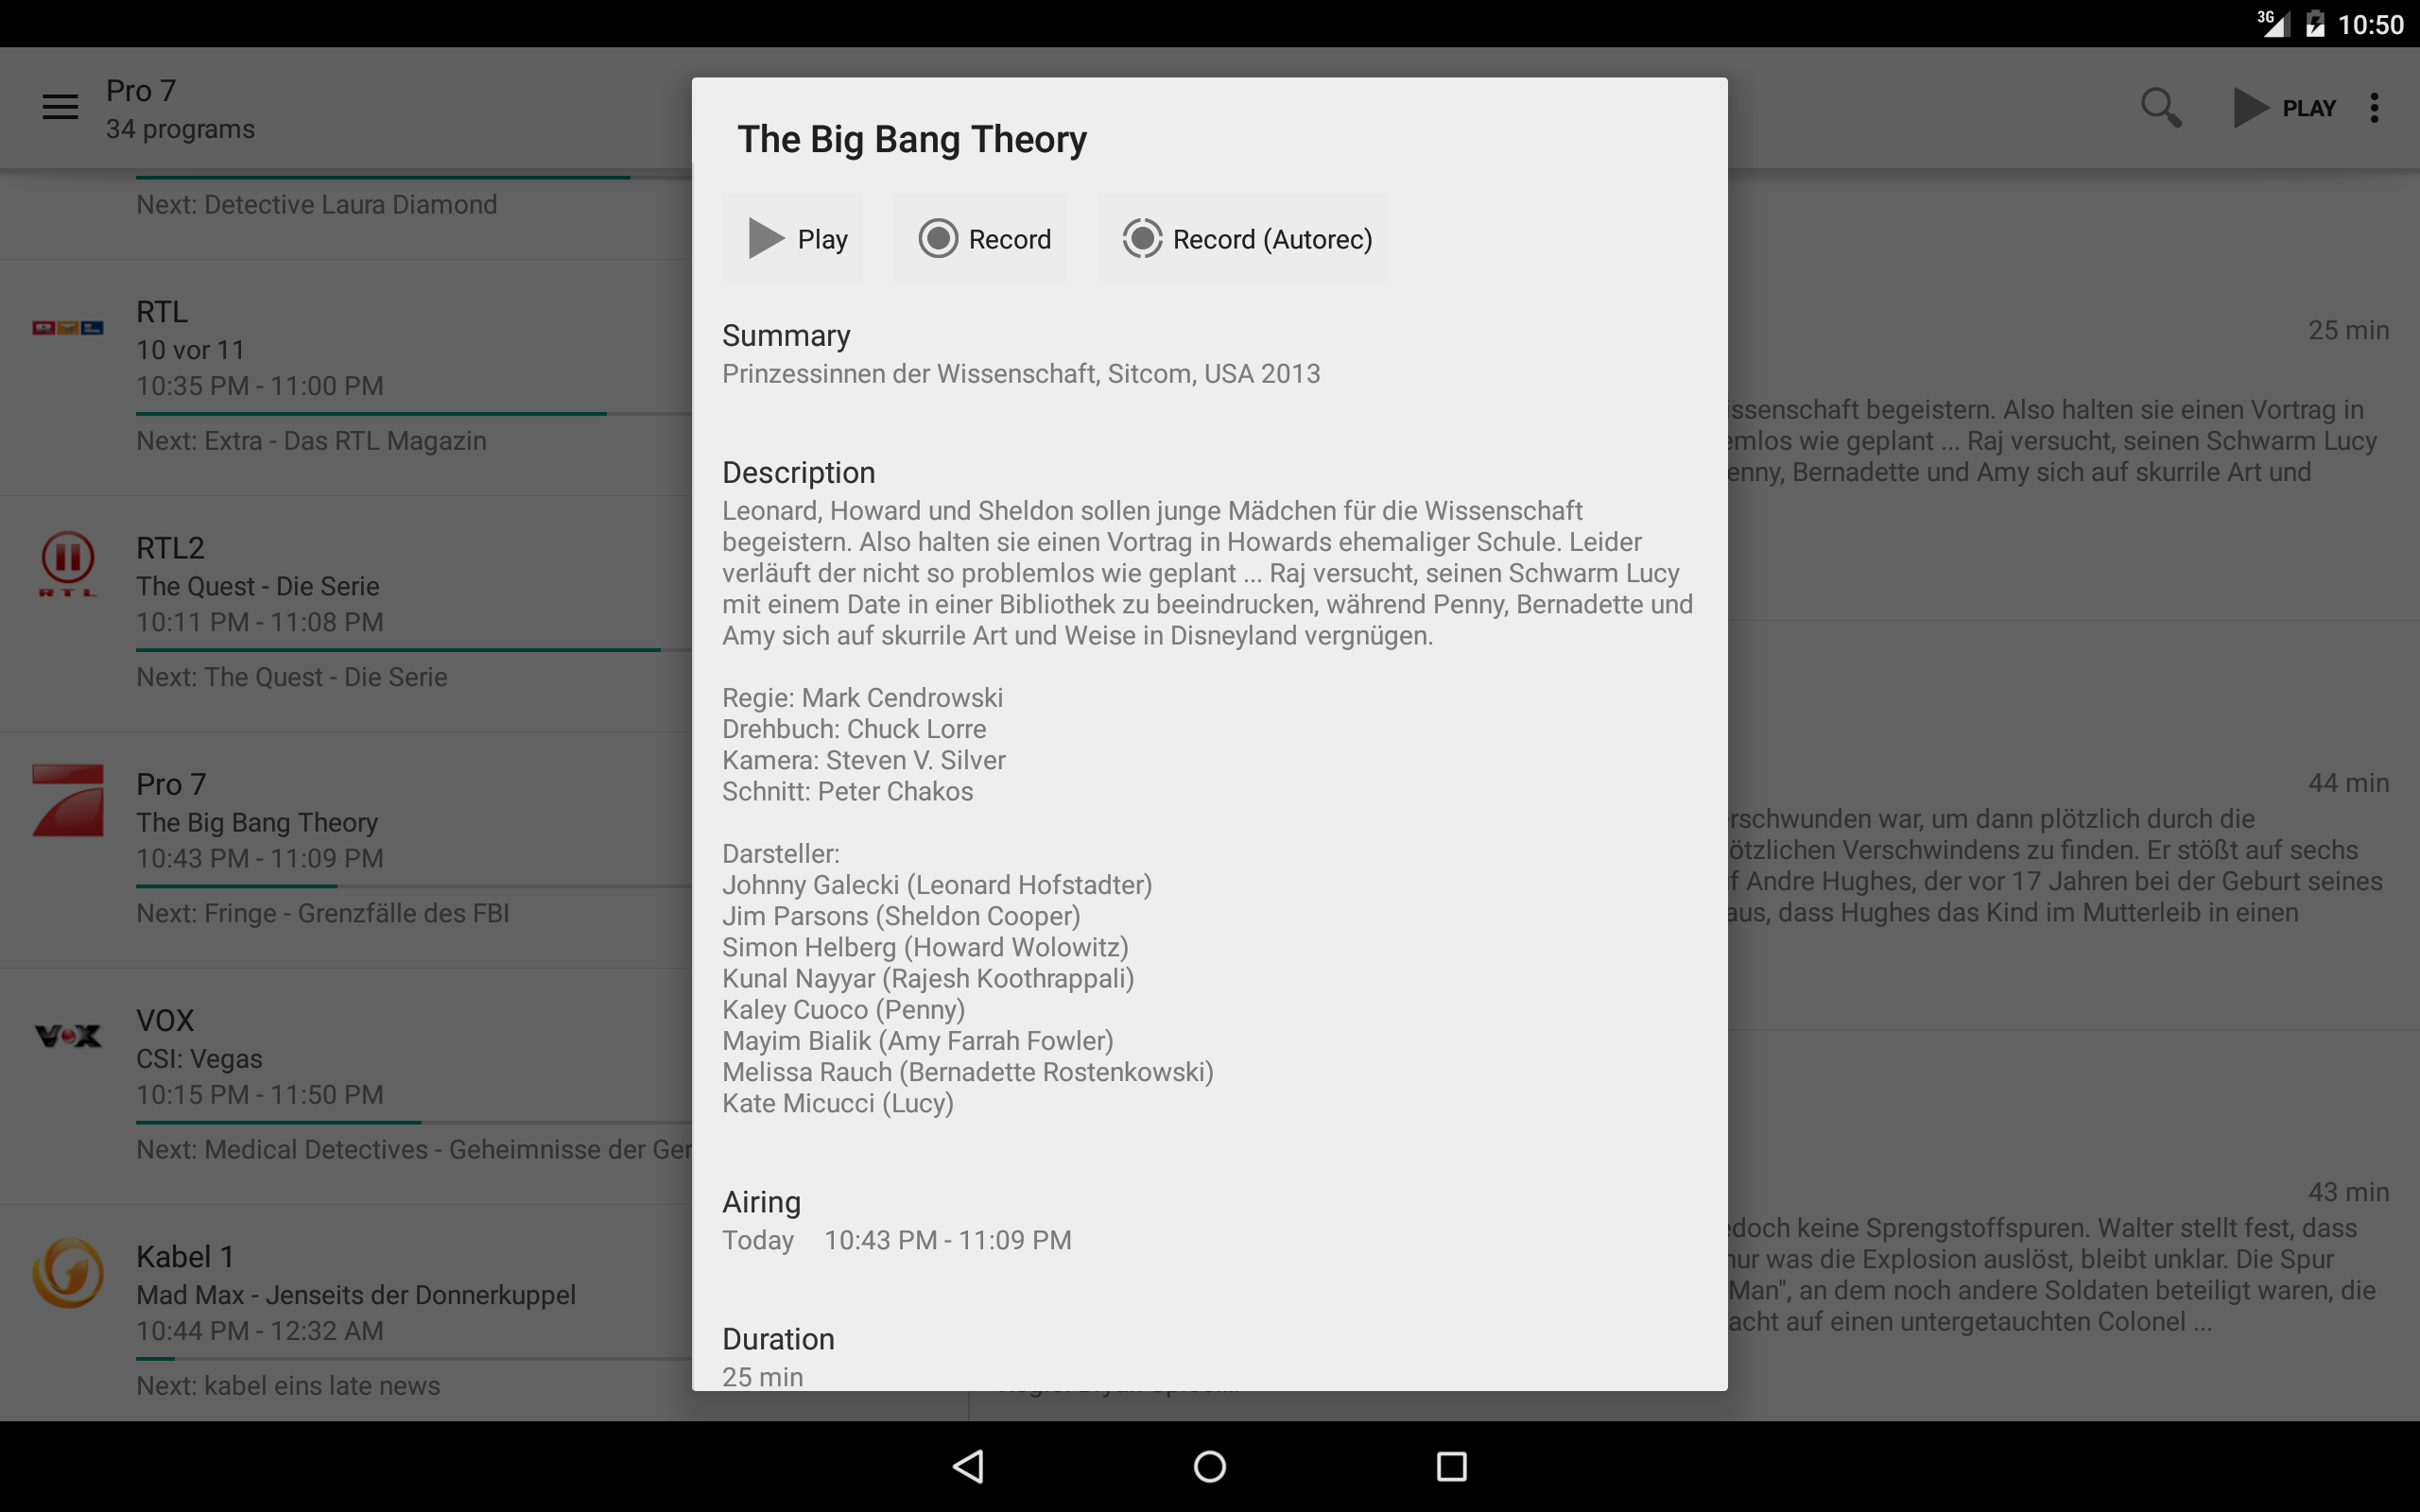 3G 10:50
Pro 7
34 programs
PLAY
Next: Detective Laura Diamond
RTL
RTL
10 vor 11
10:35 PM - 11:00 PM
Next: Extra - Das RTL Magazin
RTL
RTL2
The Quest - Die Serie
10:11 PM - 11:08 PM
Next: The Quest - Die Serie
Pro 7
The Big Bang Theory
10:43 PM - 11:09 PM
Next: Fringe - Grenzfälle des FBI
VOX
VOX
CSI: Vegas
10:15 PM - 11:50 PM
Next: Medical Detectives - Geheimnisse der Ger
Kabel 1
Mad Max - Jenseits der Donnerkuppel
10:44 PM - 12:32 AM
Next: kabel eins late news
The Big Bang Theory
Play
Record
Record (Autorec)
Summary
Prinzessinnen der Wissenschaft, Sitcom, USA 2013
Description
Leonard, Howard und Sheldon sollen junge Mädchen für die Wissenschaft
begeistern. Also halten sie einen Vortrag in Howards ehemaliger Schule. Leider
verläuft der nicht so problemlos wie geplant ... Raj versucht, seinen Schwarm Lucy
mit einem Date in einer Bibliothek zu beeindrucken, während Penny, Bernadette und
Amy sich auf skurrile Art und Weise in Disneyland vergnügen.
Regie: Mark Cendrowski
Drehbuch: Chuck Lorre
Kamera: Steven V. Silver
Schnitt: Peter Chakos
Darsteller:
Johnny Galecki (Leonard Hofstadter)
Jim Parsons (Sheldon Cooper)
Simon Helberg (Howard Wolowitz)
Kunal Nayyar (Rajesh Koothrappali)
Kaley Cuoco (Penny)
Mayim Bialik (Amy Farrah Fowler)
Melissa Rauch (Bernadette Rostenkowski)
Kate Micucci (Lucy)
Airing
Today 10:43 PM - 11:09 PM
Duration
25 min
25 min
issenschaft begeistern. Also halten sie einen Vortrag in
emlos wie geplant ... Raj versucht, seinen Schwarm Lucy
enny, Bernadette und Amy sich auf skurrile Art und
44 min
rschwunden war, um dann plötzlich durch die
ötzlichen Verschwindens zu finden. Er stößt auf sechs
f Andre Hughes, der vor 17 Jahren bei der Geburt seines
aus, dass Hughes das Kind im Mutterleib in einen
43 min
edoch keine Sprengstoffspuren. Walter stellt fest, dass
nur was die Explosion auslöst, bleibt unklar. Die Spur
Man", an dem noch andere Soldaten beteiligt waren, die
acht auf einen untergetauchten Colonel ...